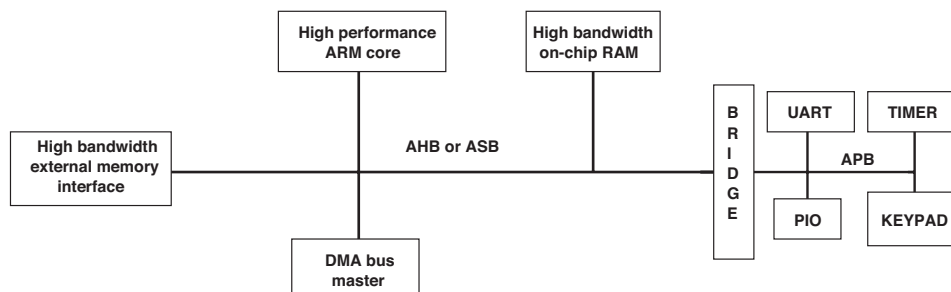 High performance
ARM core
High bandwidth
on-chip RAM
High bandwidth
external memory
interface
AHB or ASB
DMA bus
master
B
R
I
D
G
E
UART
TIMER
APB
PIO
KEYPAD